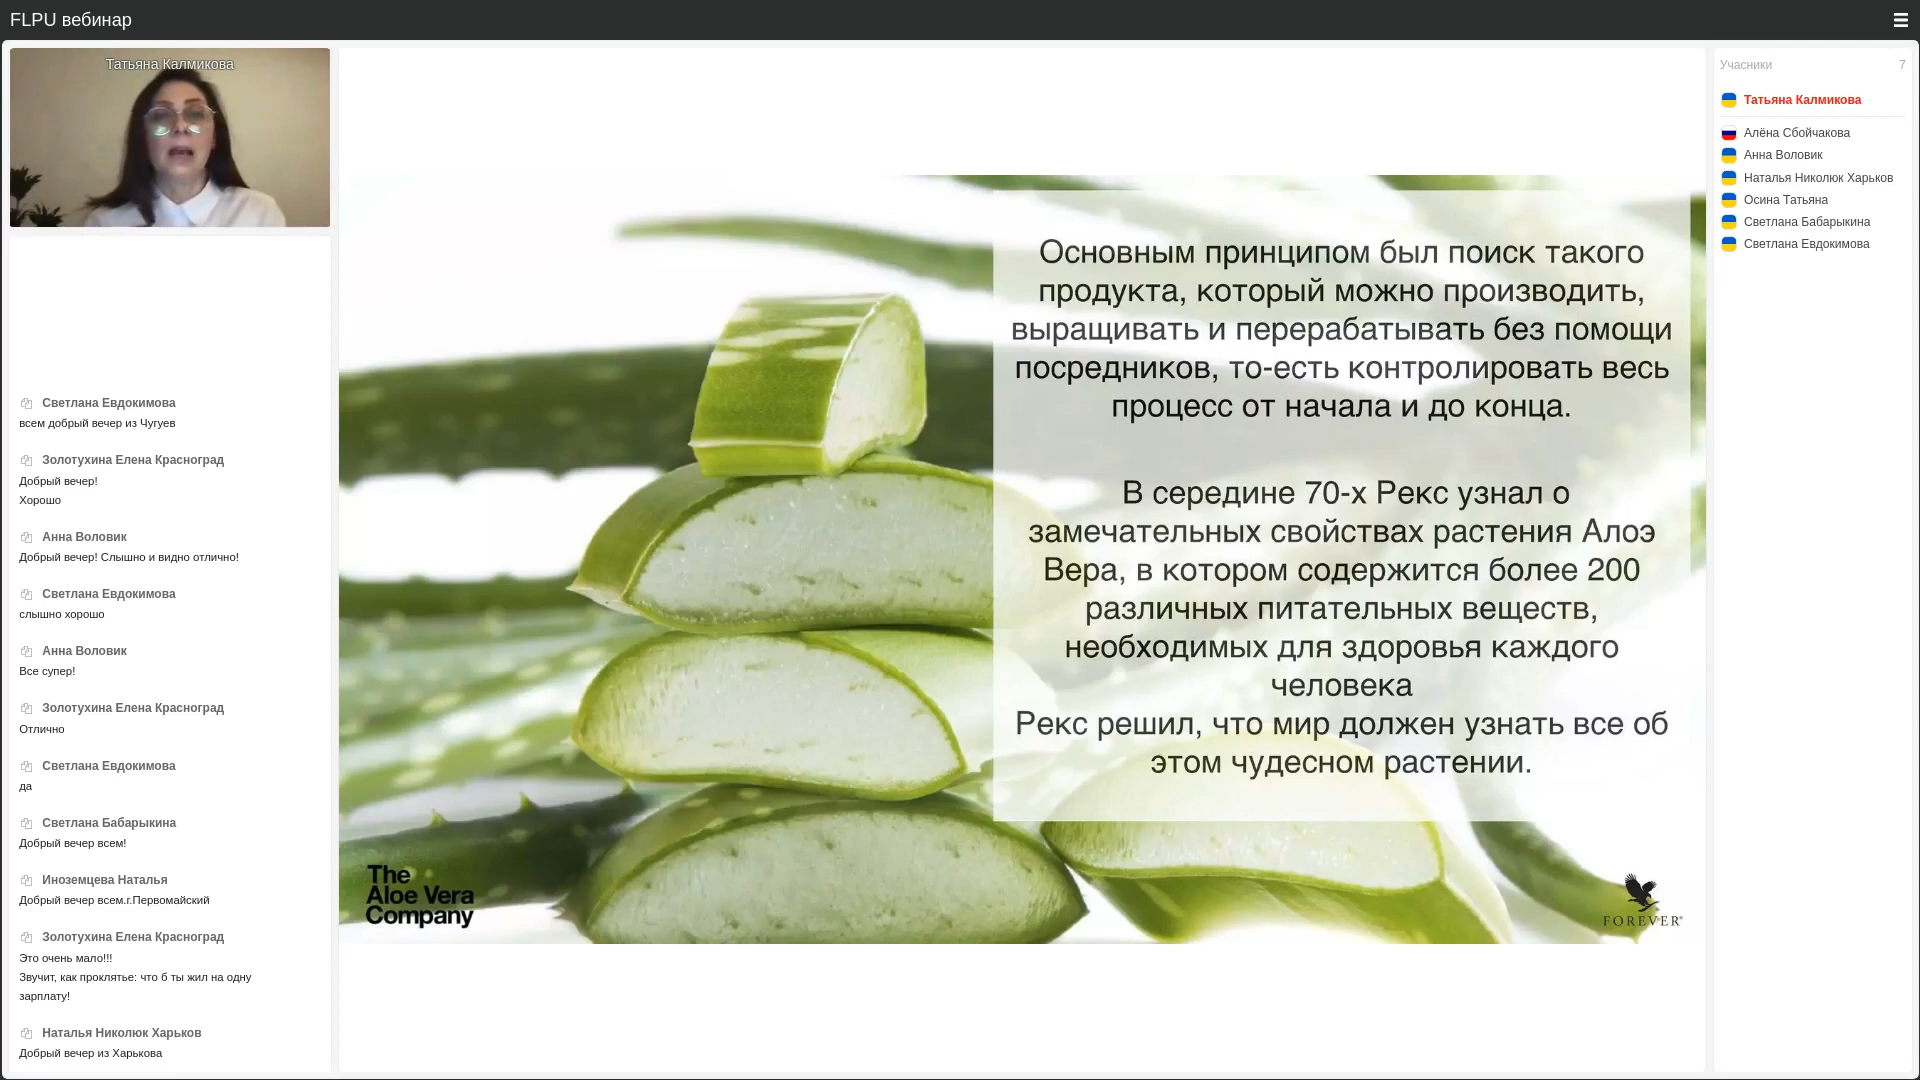 FLPU вебинар
Татьяна Калмикова
Светлана Евдокимова
всем добрый вечер из Чугуев
Золотухина Елена Красноград
Добрый вечер!
Хорошо
Анна Воловик
Добрый вечер! Слышно и видно отлично!
Светлана Евдокимова
слышно хорошо
Анна Воловик
Все супер!
Золотухина Елена Красноград
Отлично
Светлана Евдокимова
да
Светлана Бабарыкина
Добрый вечер всем!
Иноземцева Наталья
Добрый вечер всем.г.Первомайский
Золотухина Елена Красноград
Это очень мало!!!
Звучит, как проклятье: что б ты жил на одну
зарплату!
Наталья Николюк Харьков
Добрый вечер из Харькова
Основным принципом был поиск такого
продукта, который можно производить,
выращивать и перерабатывать без помощи
посредников, то-есть контролировать весь
процесс от начала и до конца.
В середине 70-х Рекс узнал о
замечательных свойствах растения Алоэ
Вера, в котором содержится более 200
различных питательных веществ,
необходимых для здоровья каждого
человека
Рекс решил, что мир должен узнать все об
этом чудесном растении.
The
Aloe Vera
Company
FOREVER®
Учасники 7
Татьяна Калмикова
Алёна Сбойчакова
Анна Воловик
Наталья Николюк Харьков
Осина Татьяна
Светлана Бабарыкина
Светлана Евдокимова